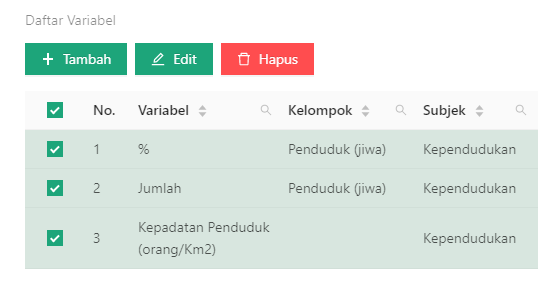 Daftar Variabel
Tambah Edit Hapus
No. Variabel Kelompok Subjek
1 % Penduduk (jiwa) Kependudukan
2 Jumlah Penduduk (jiwa) Kependudukan
3 Kepadatan Penduduk (orang/Km2) Kependudukan